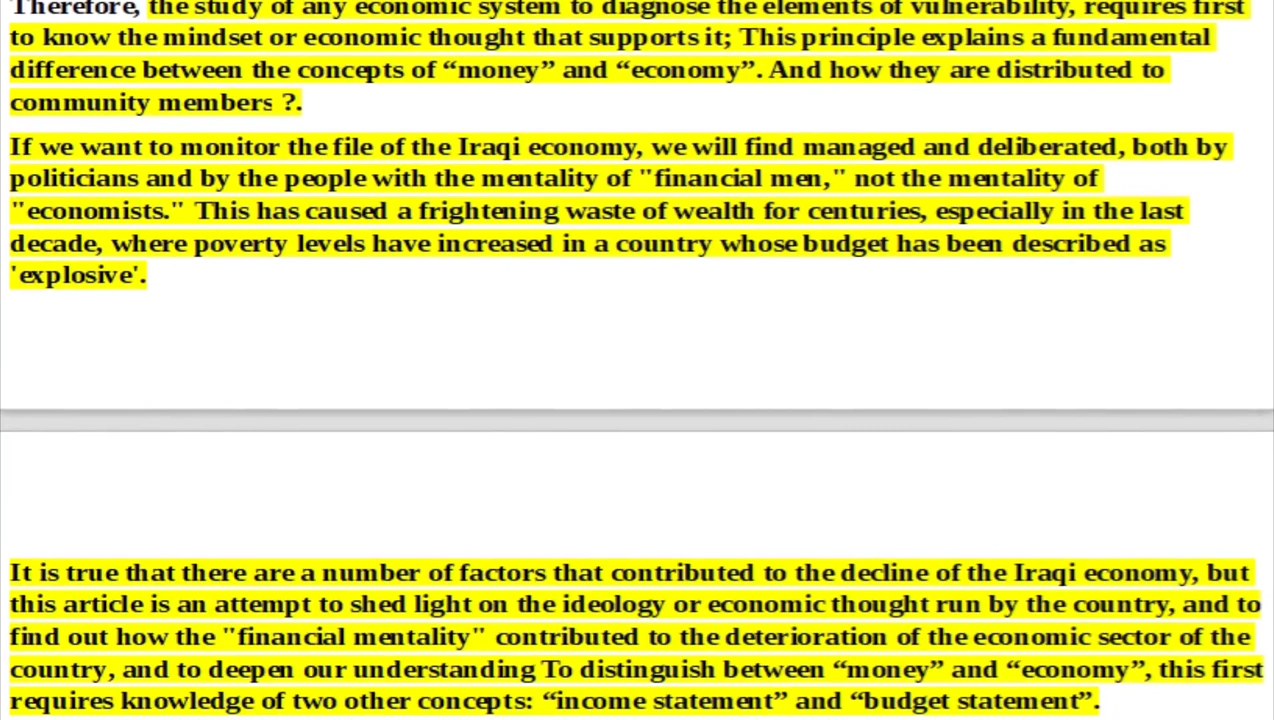 Therefore, the study of any economic system to diagnose the elements of vulnerability, requires first
to know the mindset or economic thought that supports it; This principle explains a fundamental
difference between the concepts of “money” and “economy”. And how they are distributed to
community members ?.
If we want to monitor the file of the Iraqi economy, we will find managed and deliberated, both by
politicians and by the people with the mentality of "financial men," not the mentality of
"economists." This has caused a frightening waste of wealth for centuries, especially in the last
decade, where poverty levels have increased in a country whose budget has been described as
'explosive'.
It is true that there are a number of factors that contributed to the decline of the Iraqi economy, but
this article is an attempt to shed light on the ideology or economic thought run by the country, and to
find out how the "financial mentality" contributed to the deterioration of the economic sector of the
country, and to deepen our understanding To distinguish between “money” and “economy”, this first
requires knowledge of two other concepts: “income statement” and “budget statement”.